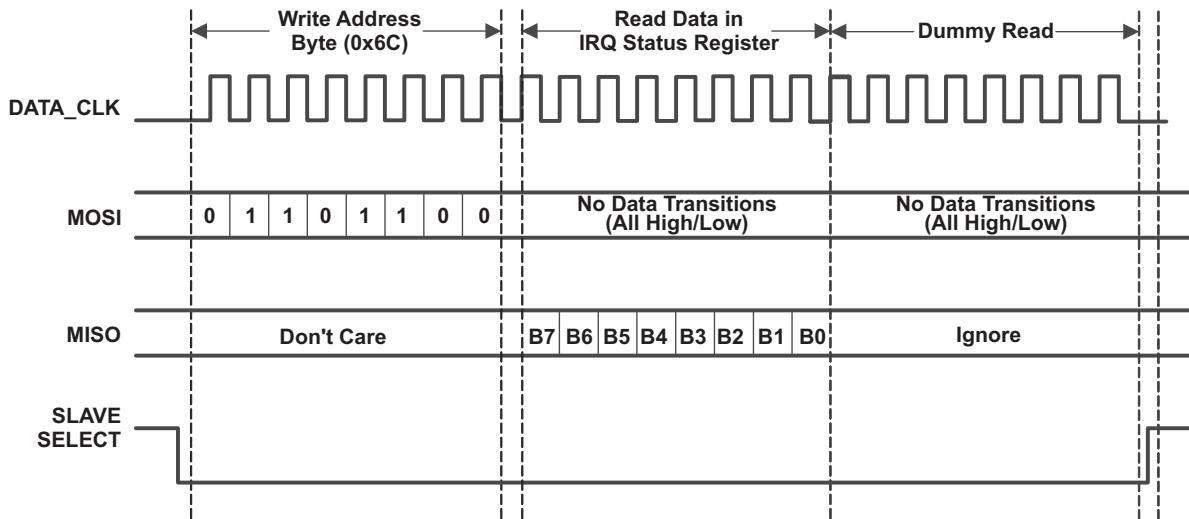 Write Address
Byte (0x6C)
Read Data in
IRQ Status Register
Dummy Read
DATA_CLK
MOSI
0 1 1 0 1 1 0 0
No Data Transitions
(All High/Low)
No Data Transitions
(All High/Low)
MISO
Don't Care
B7 B6 B5 B4 B3 B2 B1 B0
Ignore
SLAVE
SELECT